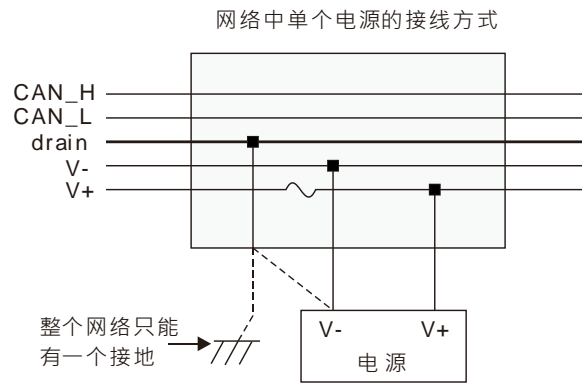 网络中单个电源的接线方式
CAN_H
CAN_L
drain
V-
V+
整个网络只能
有一个接地
V- V+
电源